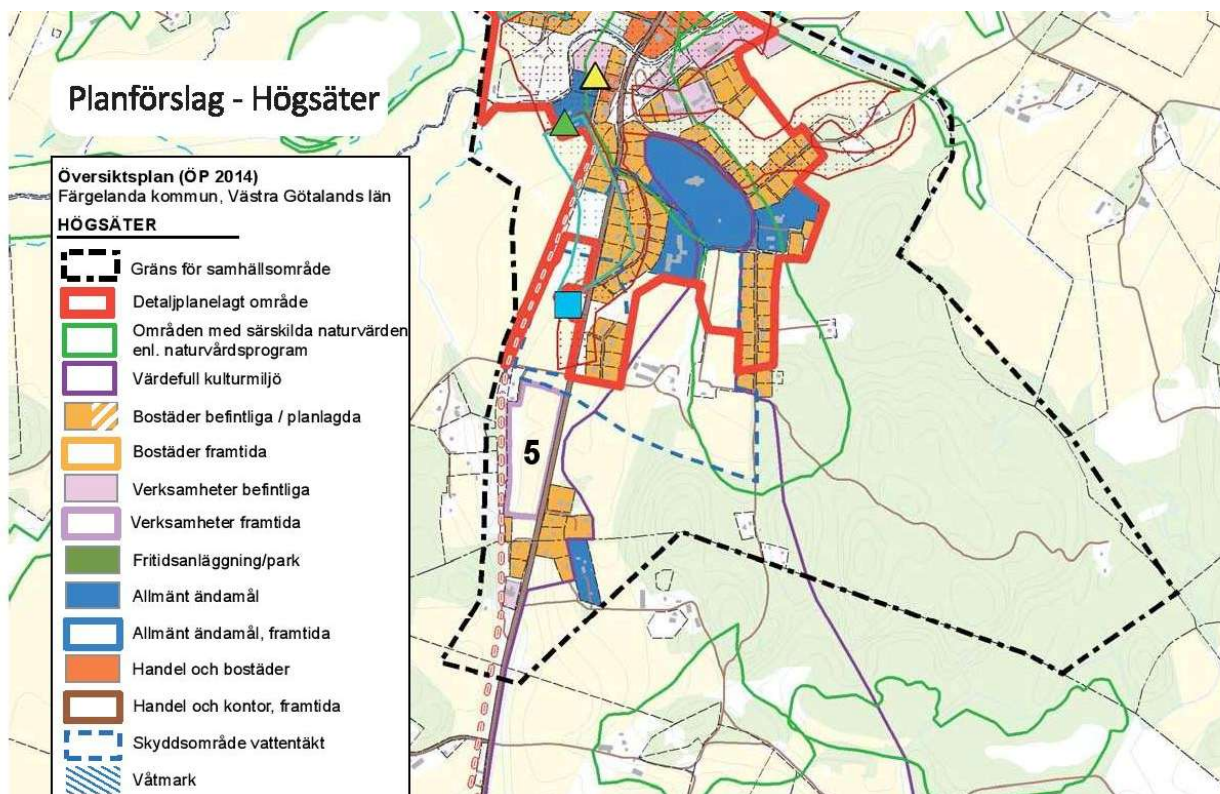 Planförslag - Högsäter
Översiktsplan (ÖP 2014)
Färgelanda kommun, Västra Götalands län
HÖGSÄTER
Gräns för samhällsområde
Detaljplanelagt område
Områden med särskilda naturvärden
enl. naturvårdsprogram
Värdefull kulturmiljö
Bostäder befintliga / planlagda
Bostäder framtida
Verksamheter befintliga
Verksamheter framtida
Fritidsanläggning/park
Allmänt ändamål
Allmänt ändamål, framtida
Handel och bostäder
Handel och kontor, framtida
Skyddsområde vattentäkt
Våtmark
5